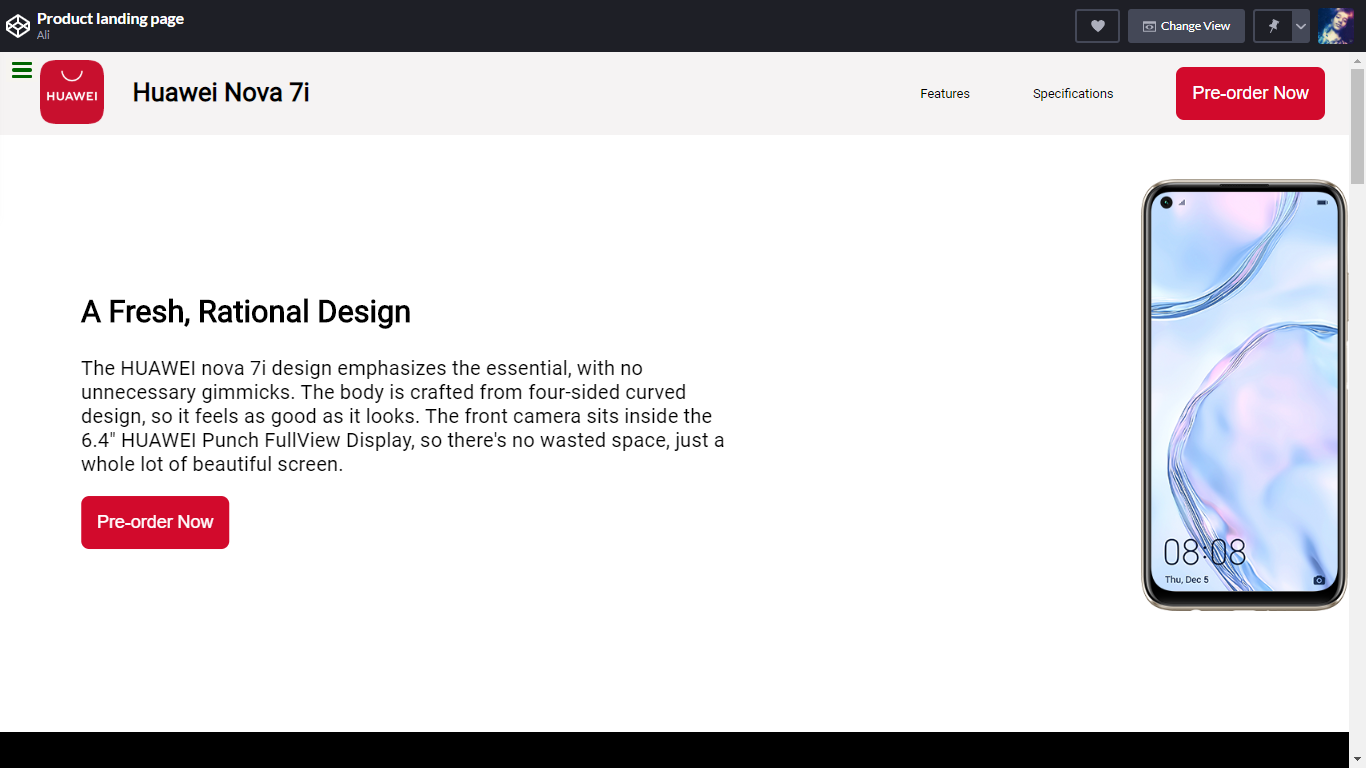 Product landing page
Ali
Change View
HUAWEI
Huawei Nova 7i
Features
Specifications
Pre-order Now
A Fresh, Rational Design
The HUAWEI nova 7i design emphasizes the essential, with no
unnecessary gimmicks. The body is crafted from four-sided curved
design, so it feels as good as it looks. The front camera sits inside the
6.4" HUAWEI Punch FullView Display, so there's no wasted space, just a
whole lot of beautiful screen.
Pre-order Now
08:08
Thu, Dec 5